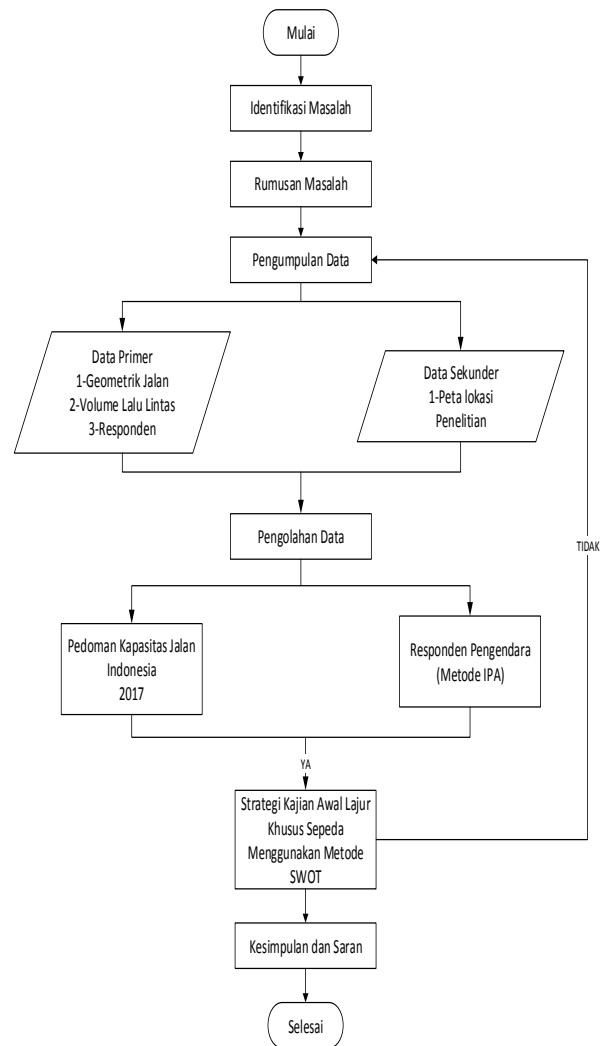 Mulai
Identifikasi Masalah
Rumusan Masalah
Pengumpulan Data
Data Primer
1-Geometrik Jalan
2-Volume Lalu Lintas
3-Responden
Data Sekunder
1-Peta lokasi
Penelitian
Pengolahan Data
TIDAK
Pedoman Kapasitas Jalan
Indonesia
2017
Responden Pengendara
(Metode IPA)
YA
Strategi Kajian Awal Lajur
Khusus Sepeda
Menggunakan Metode
SWOT
Kesimpulan dan Saran
Selesai